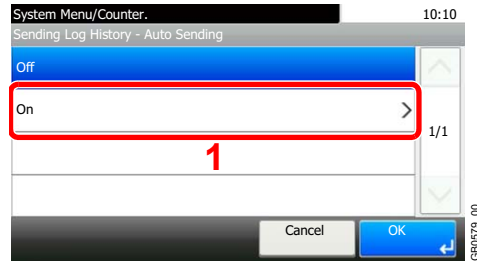 System Menu/Counter.
10:10
Sending Log History - Auto Sending
Off
On
1/1
1
Cancel
OK
GB0579_00